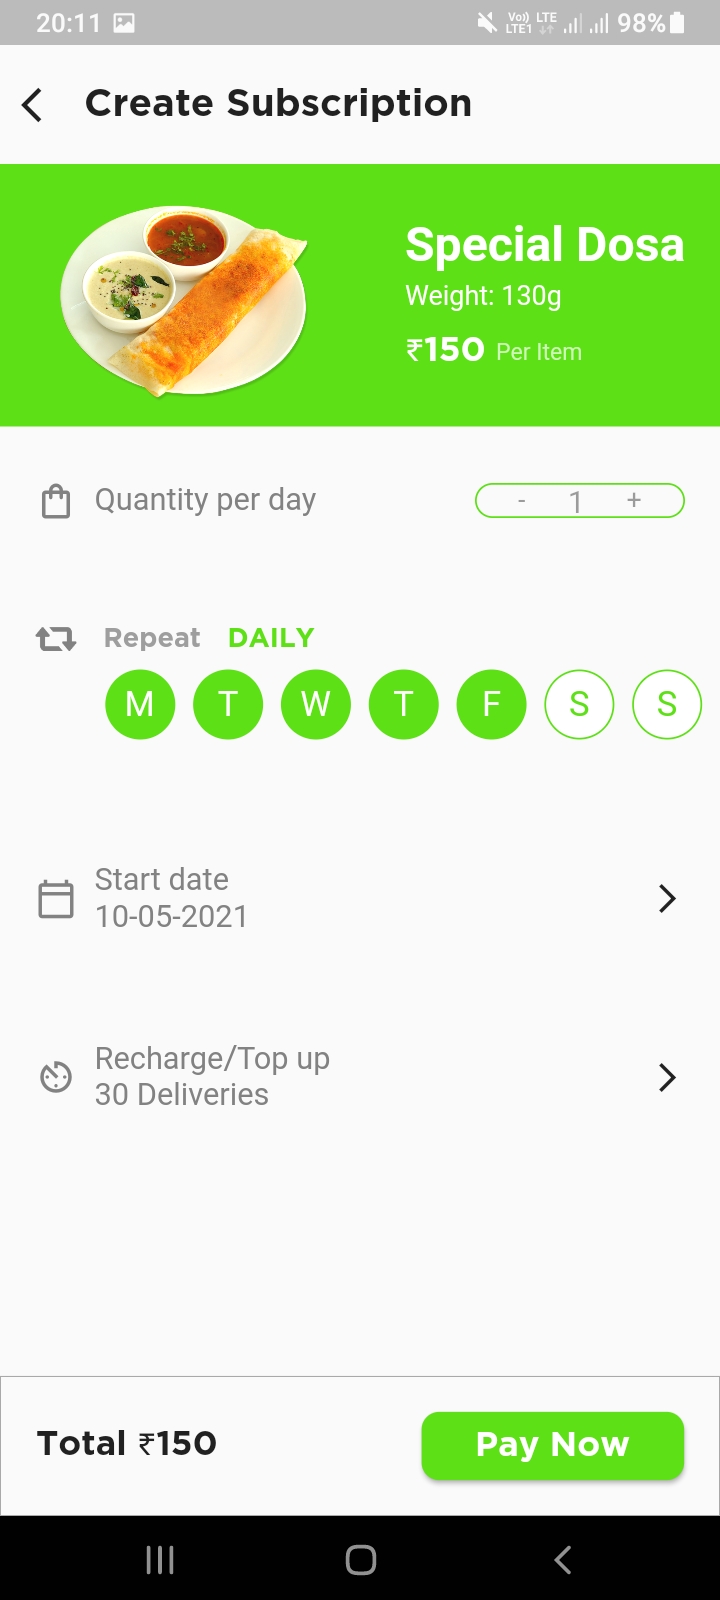 20:11
Vo)) LTE
LTE1
98%
Create Subscription
Special Dosa
Weight: 130g
₹150 Per Item
Quantity per day
- 1 +
Repeat DAILY
M T W T F S S
Start date
10-05-2021
Recharge/Top up
30 Deliveries
Total ₹150
Pay Now